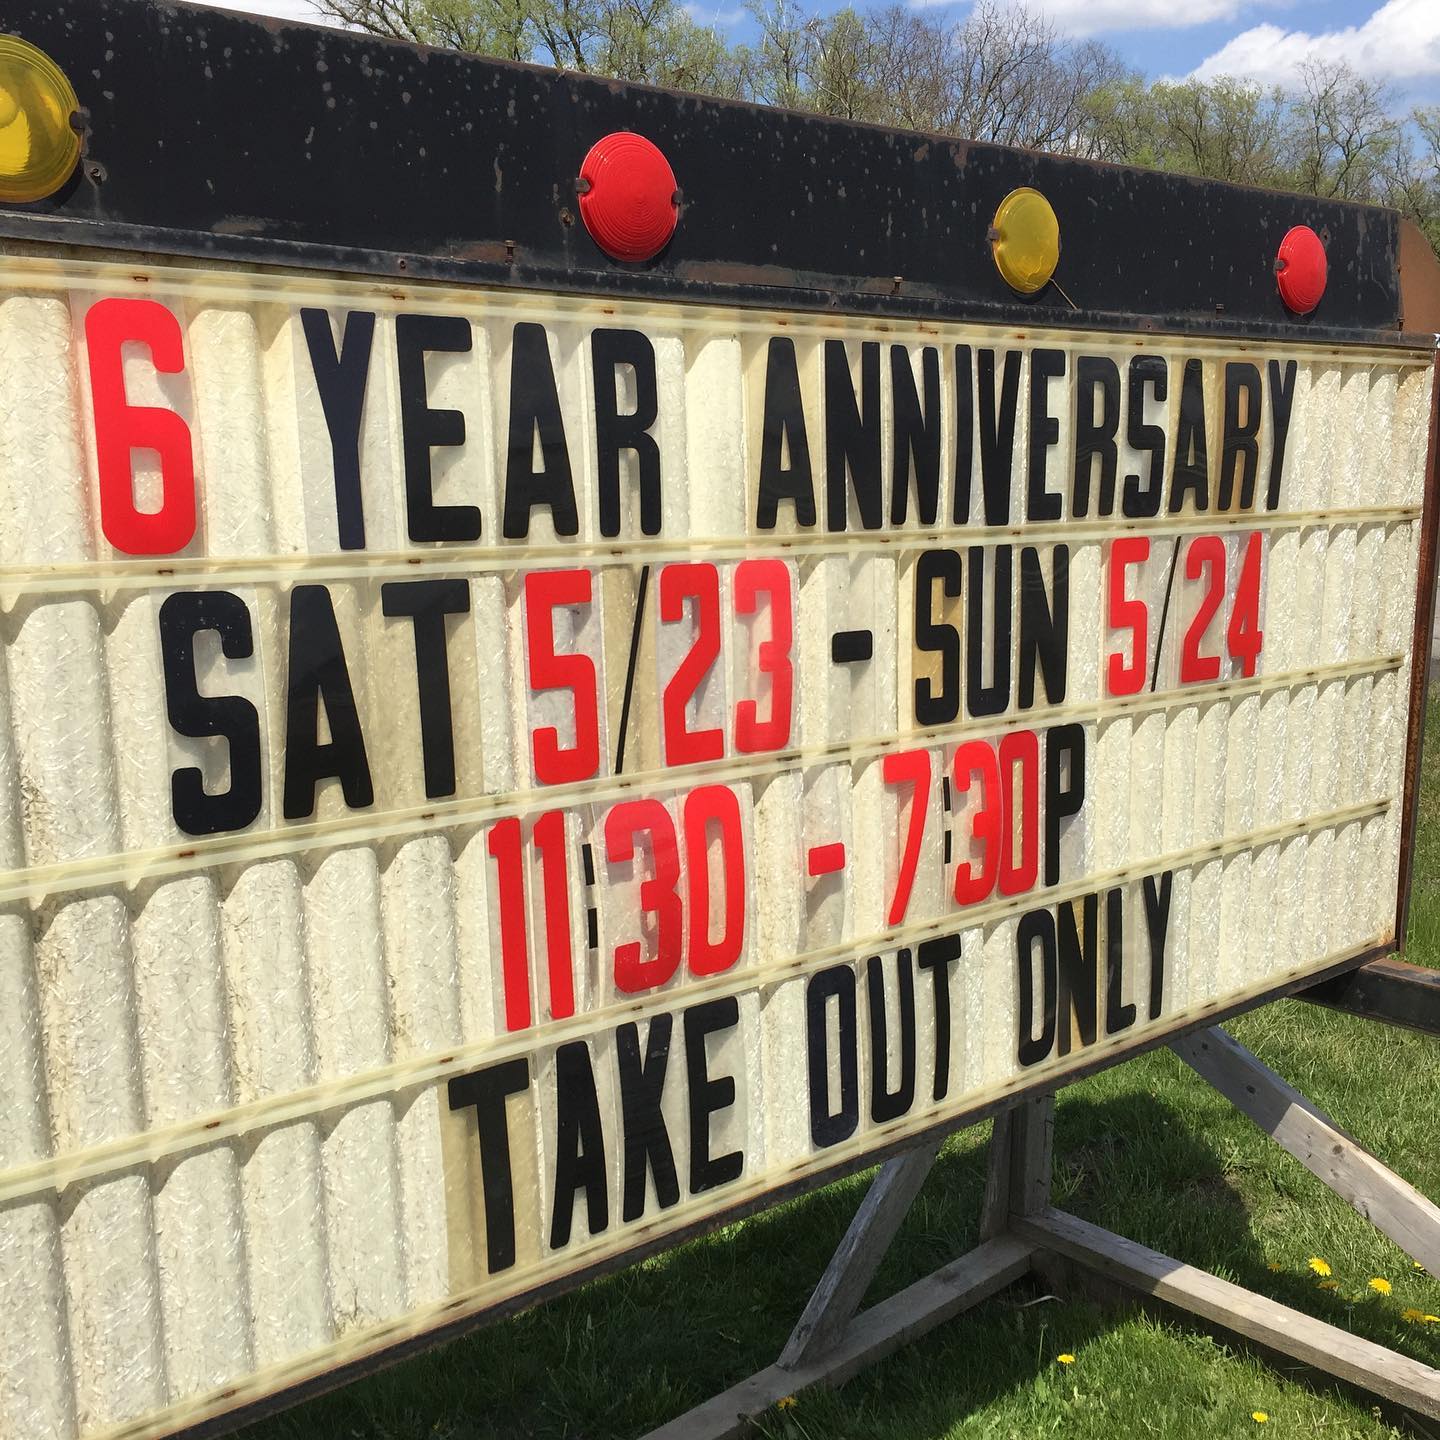 6 YEAR ANNIVERSARY
SAT 5/23 - SUN 5/24
11:30 - 7:30P
TAKE OUT ONLY